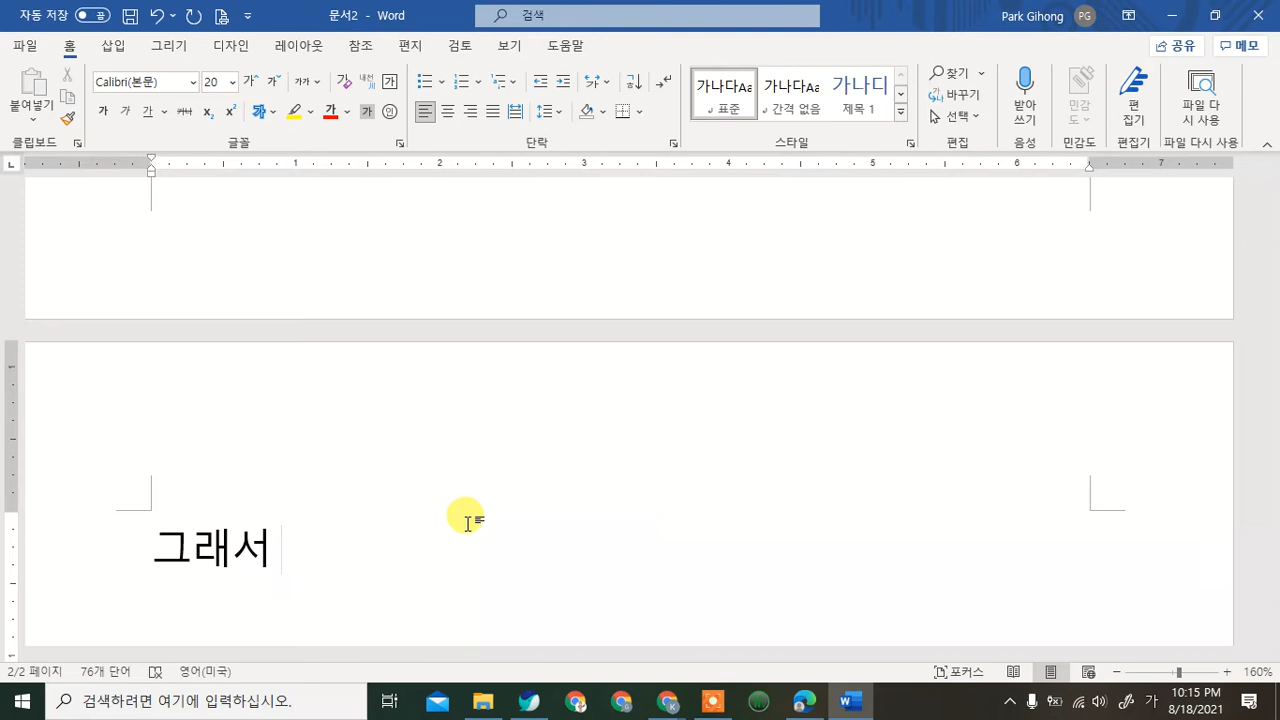 자동 저장 끔 문서2 - Word 검색 Park Gihong PG
파일 홈 삽입 그리기 디자인 레이아웃 참조 편지 검토 보기 도움말 공유 메모
붙여넣기 Calibri(본문) 20 가나다Aa 표준 가나다Aa 간격 없음 가나디 제목 1 찾기 바꾸기 선택 받아쓰기 민감도 편집기 파일 다시 사용
클립보드 글꼴 단락 스타일 편집 음성 민감도 편집기 파일 다시 사용
1 2 3 4 5 6 7
그래서
2/2 페이지 76개 단어 영어(미국) 포커스 160%
검색하려면 여기에 입력하십시오. 가 10:15 PM
8/18/2021